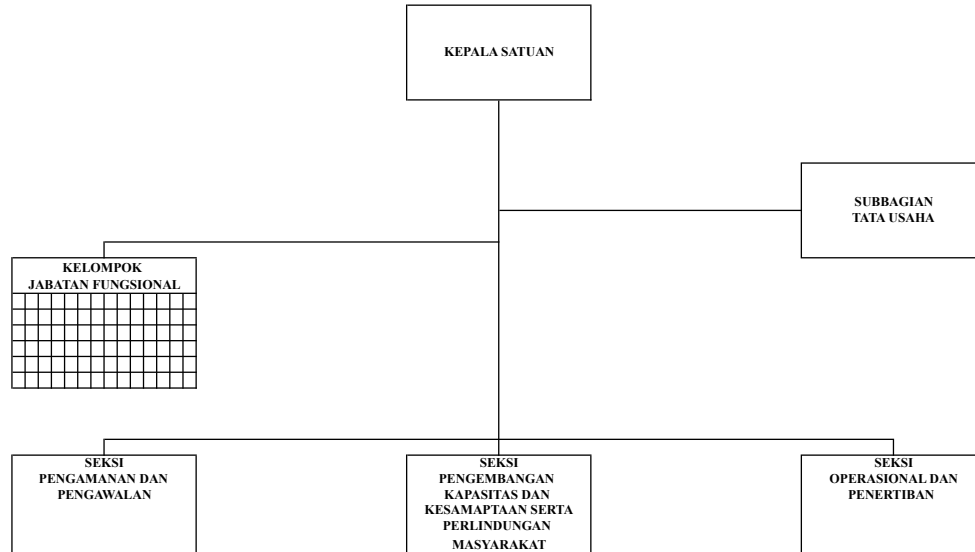 KEPALA SATUAN
SUBBAGIAN
TATA USAHA
KELOMPOK
JABATAN FUNGSIONAL
SEKSI
PENGAMANAN DAN
PENGAWALAN
SEKSI
PENGEMBANGAN
KAPASITAS DAN
KESAMAPTAAN SERTA
PERLINDUNGAN
MASYARAKAT
SEKSI
OPERASIONAL DAN
PENERTIBAN